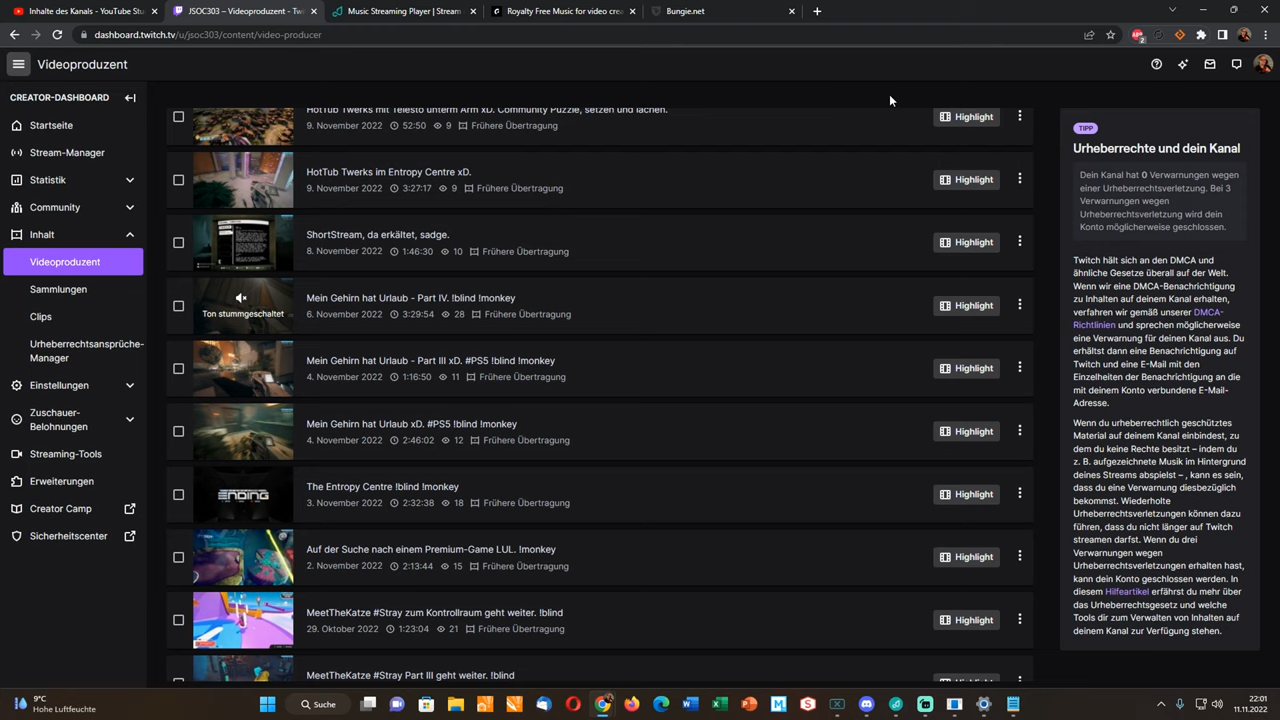 Inhalte des Kanals - YouTube Stu
JSOC303 – Videoproduzent - Twi
Music Streaming Player | Stream
Royalty Free Music for video cre
Bungie.net
dashboard.twitch.tv/u/jsoc303/content/video-producer
Videoproduzent
CREATOR-DASHBOARD
Startseite
Stream-Manager
Statistik
Community
Inhalt
Videoproduzent
Sammlungen
Clips
Urheberrechtsansprüche-
Manager
Einstellungen
Zuschauer-
Belohnungen
Streaming-Tools
Erweiterungen
Creator Camp
Sicherheitscenter
HotTub Twerks mit Telesto unterm Arm xD. Community Puzzle, setzen und lachen.
9. November 2022 52:50 9 Frühere Übertragung
Highlight
HotTub Twerks im Entropy Centre xD.
9. November 2022 3:27:17 9 Frühere Übertragung
Highlight
ShortStream, da erkältet, sadge.
8. November 2022 1:46:30 10 Frühere Übertragung
Highlight
Ton stummgeschaltet
Mein Gehirn hat Urlaub - Part IV. !blind !monkey
6. November 2022 3:29:54 28 Frühere Übertragung
Highlight
Mein Gehirn hat Urlaub - Part III xD. #PS5 !blind !monkey
4. November 2022 1:16:50 11 Frühere Übertragung
Highlight
Mein Gehirn hat Urlaub xD. #PS5 !blind !monkey
4. November 2022 2:46:02 12 Frühere Übertragung
Highlight
ENDING
The Entropy Centre !blind !monkey
3. November 2022 2:32:38 18 Frühere Übertragung
Highlight
Auf der Suche nach einem Premium-Game LUL. !monkey
2. November 2022 2:13:44 15 Frühere Übertragung
Highlight
MeetTheKatze #Stray zum Kontrollraum geht weiter. !blind
29. Oktober 2022 1:23:04 21 Frühere Übertragung
Highlight
MeetTheKatze #Stray Part III geht weiter. !blind
Highlight
TIPP
Urheberrechte und dein Kanal
Dein Kanal hat 0 Verwarnungen wegen
einer Urheberrechtsverletzung. Bei 3
Verwarnungen wegen
Urheberrechtsverletzung wird dein
Konto möglicherweise geschlossen.
Twitch hält sich an den DMCA und
ähnliche Gesetze überall auf der Welt.
Wenn wir eine DMCA-Benachrichtigung
zu Inhalten auf deinem Kanal erhalten,
verfahren wir gemäß unserer DMCA-
Richtlinien und sprechen möglicherweise
eine Verwarnung für deinen Kanal aus. Du
erhältst dann eine Benachrichtigung auf
Twitch und eine E-Mail mit den
Einzelheiten der Benachrichtigung an die
mit deinem Konto verbundene E-Mail-
Adresse.
Wenn du urheberrechtlich geschütztes
Material auf deinem Kanal einbindest, zu
dem du keine Rechte besitzt – indem du
z. B. aufgezeichnete Musik im Hintergrund
deines Streams abspielst – , kann es sein,
dass du eine Verwarnung diesbezüglich
bekommst. Wiederholte
Urheberrechtsverletzungen können dazu
führen, dass du nicht länger auf Twitch
streamen darfst. Wenn du drei
Verwarnungen wegen
Urheberrechtsverletzungen erhalten hast,
kann dein Konto geschlossen werden. In
diesem Hilfeartikel erfährst du mehr über
das Urheberrechtsgesetz und welche
Tools dir zum Verwalten von Inhalten auf
deinem Kanal zur Verfügung stehen.
9°C
Hohe Luftfeuchte
Suche
22:01
11.11.2022